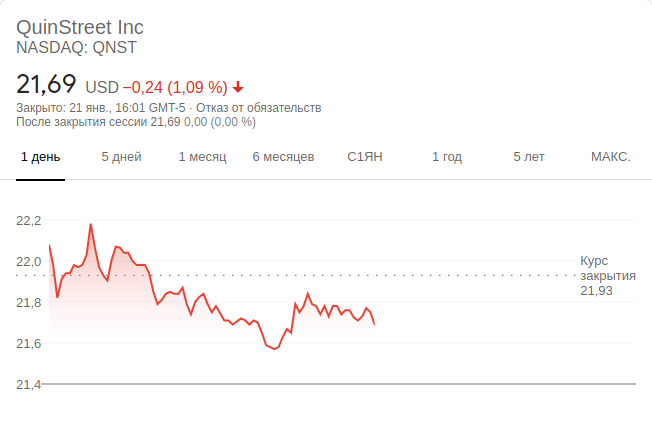 QuinStreet Inc
NASDAQ: QNST
21,69 USD −0,24 (1,09 %)
Закрыто: 21 янв., 16:01 GMT-5 · Отказ от обязательств
После закрытия сессии 21,69 0,00 (0,00 %)
1 день 5 дней 1 месяц 6 месяцев С1ЯН 1 год 5 лет МАКС.
22,2
22,0
21,8
21,6
21,4
Курс
закрытия
21,93